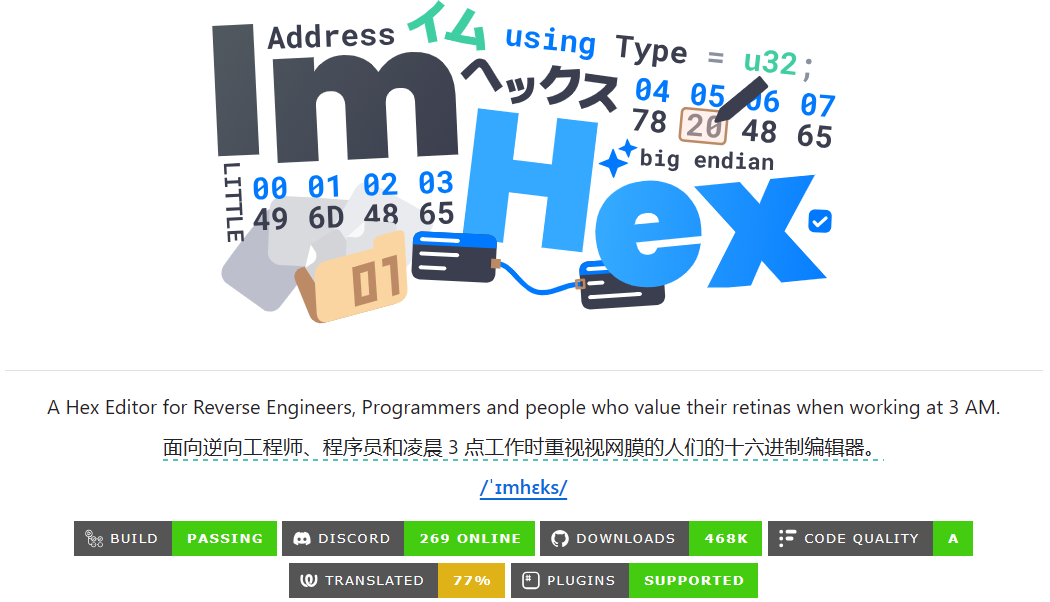 Address イム using Type = u32;
Im ヘックス
04 05 06 07
78 20 48 65
big endian
Hex
LITTLE
00 01 02 03
49 6D 48 65
01
A Hex Editor for Reverse Engineers, Programmers and people who value their retinas when working at 3 AM.
面向逆向工程师、程序员和凌晨 3 点工作时重视视网膜的人们的十六进制编辑器。
/ˈɪmhɛks/
BUILD PASSING DISCORD 269 ONLINE DOWNLOADS 468K CODE QUALITY A
TRANSLATED 77% PLUGINS SUPPORTED